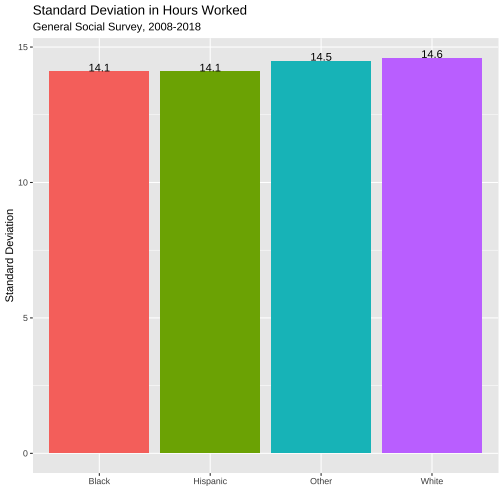 Standard Deviation in Hours Worked
General Social Survey, 2008-2018
15
10
5
0
Standard Deviation
14.1
14.1
14.5
14.6
Black
Hispanic
Other
White